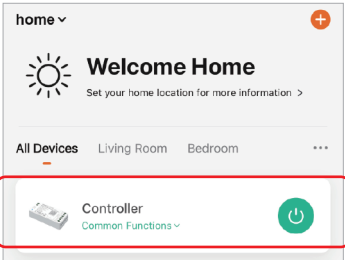 home
Welcome Home
Set your home location for more information >
All Devices Living Room Bedroom
Controller
Common Functions